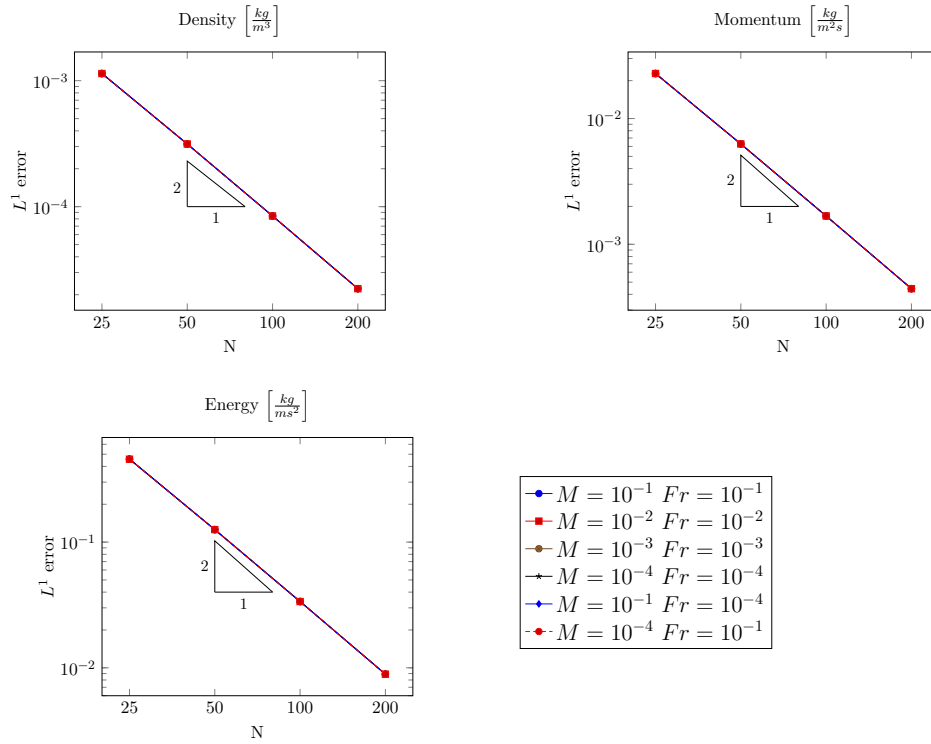 Density [kg/m³]
10⁻³
10⁻⁴
L¹ error
2
1
25 50 100 200
N
Momentum [kg/m²s]
10⁻²
10⁻³
L¹ error
2
1
25 50 100 200
N
Energy [kg/ms²]
10⁻¹
10⁻²
L¹ error
2
1
25 50 100 200
N
M = 10⁻¹ Fr = 10⁻¹
M = 10⁻² Fr = 10⁻²
M = 10⁻³ Fr = 10⁻³
M = 10⁻⁴ Fr = 10⁻⁴
M = 10⁻¹ Fr = 10⁻⁴
M = 10⁻⁴ Fr = 10⁻¹